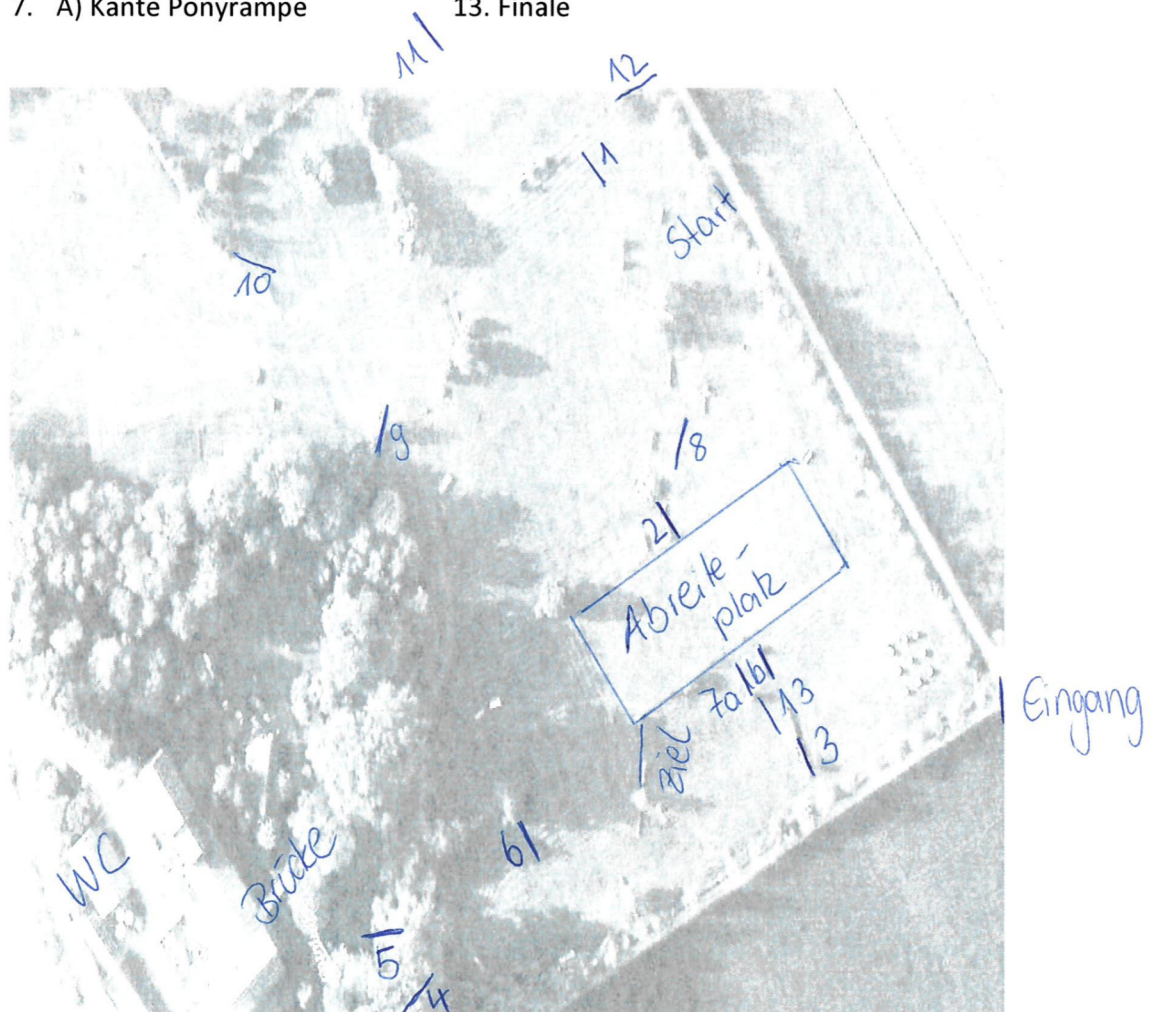 7. A) Kante Ponyrampe
13. Finale
11
12
1
Start
10
9
8
2
Abreite-
platz
7a
b
13
3
Eingang
Ziel
6
WC
Brücke
5
4